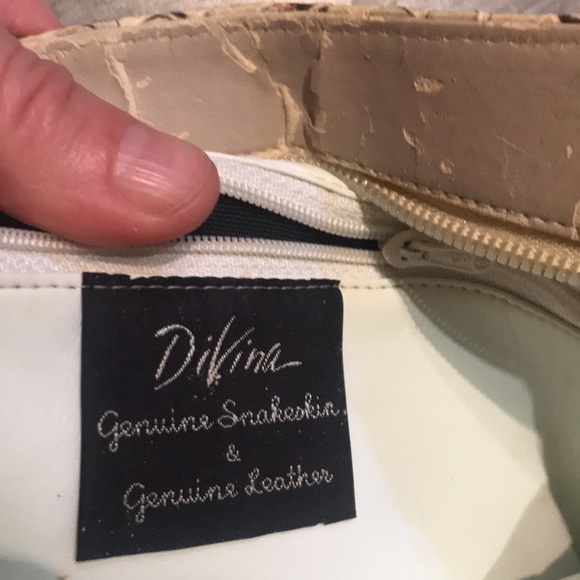 DiVina
Genuine Snakeskin
&
Genuine Leather